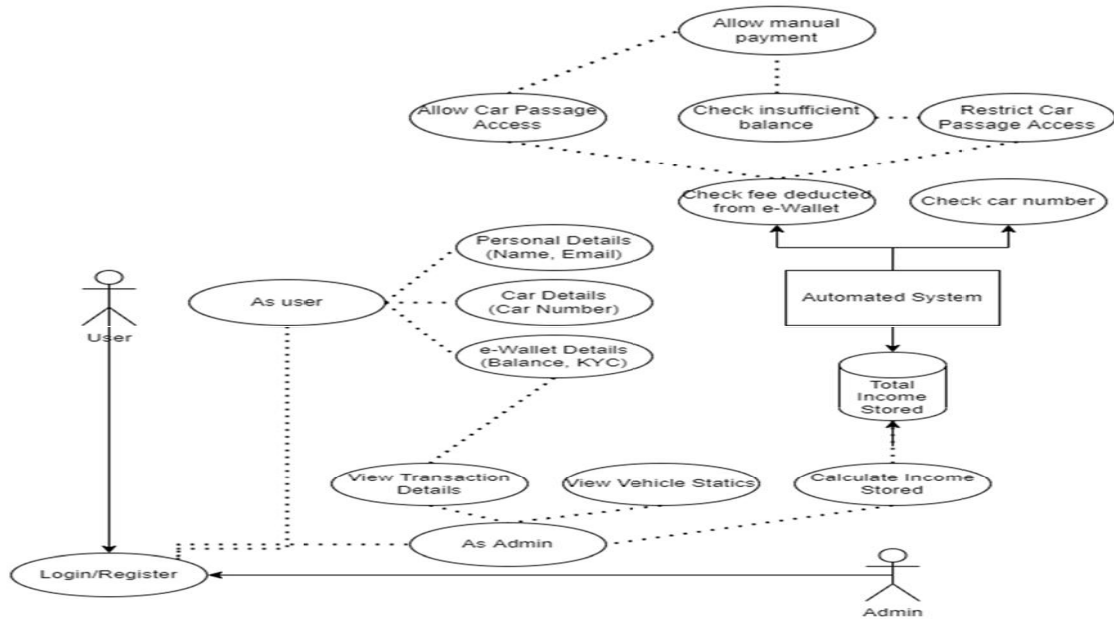 Allow manual
payment
Allow Car Passage
Access
Check insufficient
balance
Restrict Car
Passage Access
Check fee deducted
from e-Wallet
Check car number
Personal Details
(Name, Email)
As user
Car Details
(Car Number)
Automated System
User
e-Wallet Details
(Balance, KYC)
Total
Income
Stored
View Transaction
Details
View Vehicle Statics
Calculate Income
Stored
As Admin
Login/Register
Admin